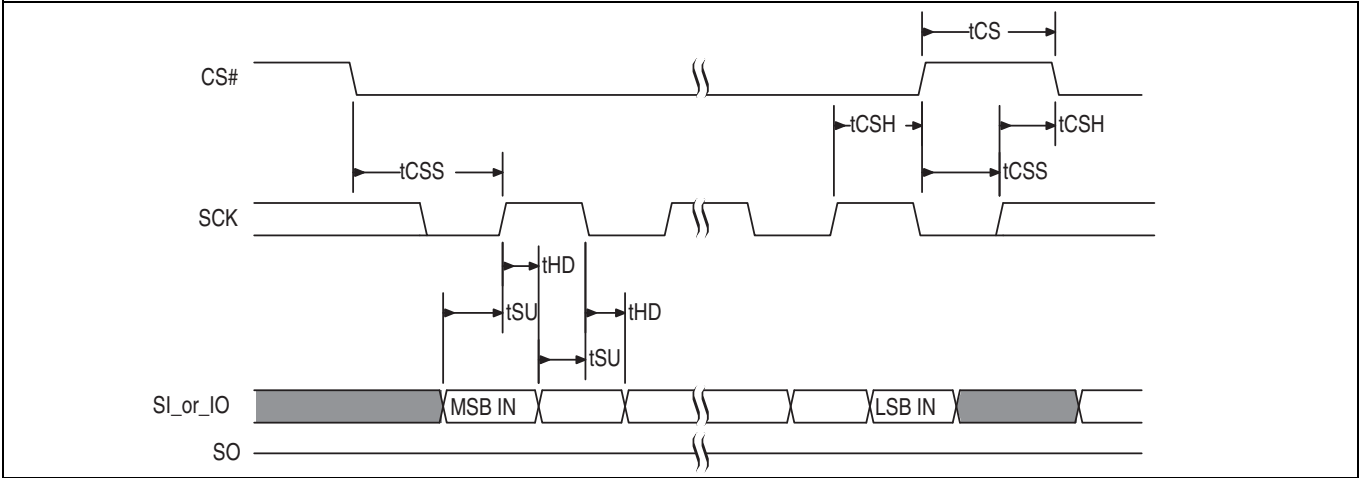 tCS
CS#
tCSH
tCSH
tCSS
tCSS
SCK
tHD
tSU
tHD
tSU
SI_or_IO
MSB IN
LSB IN
SO